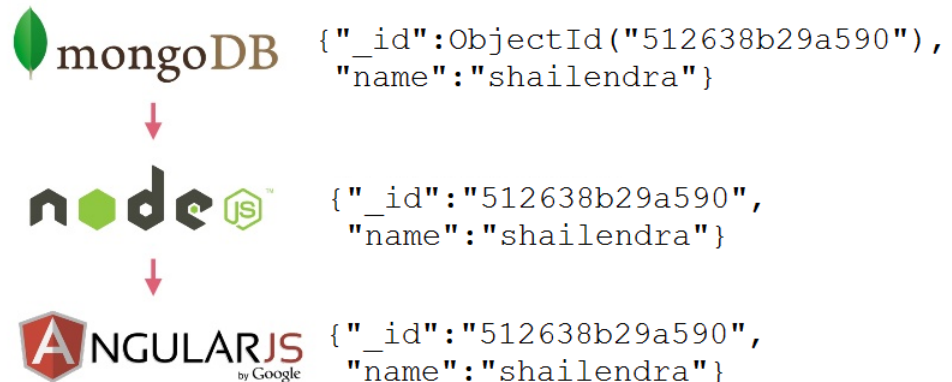 mongoDB
{"_id":ObjectId("512638b29a590"),
"name":"shailendra"}
node JS ™
{"_id":"512638b29a590",
"name":"shailendra"}
ANGULARJS
by Google
{"_id":"512638b29a590",
"name":"shailendra"}